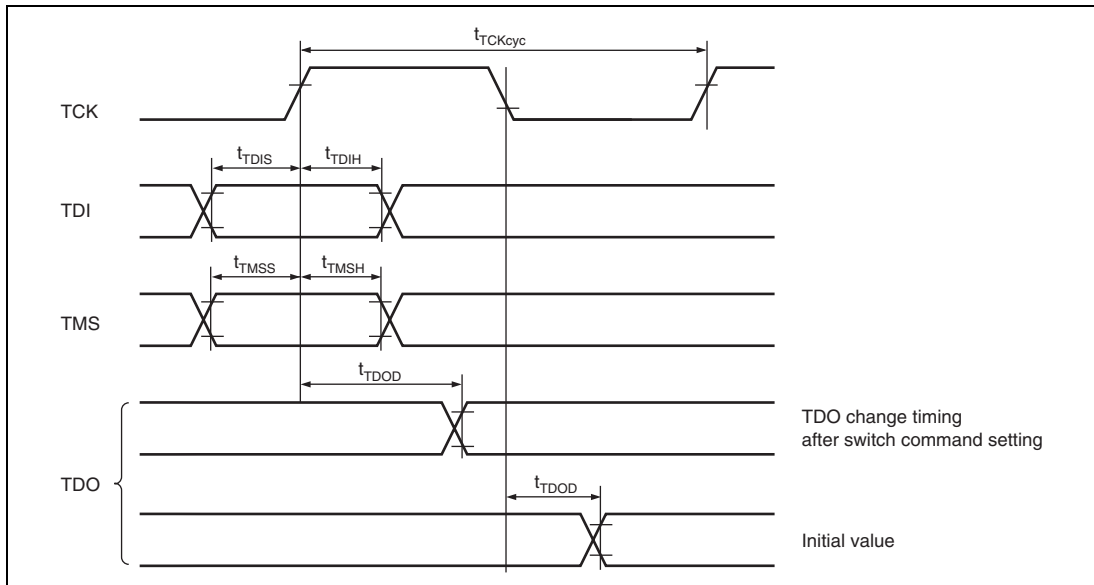 tTCKcyc
TCK
tTDIS
tTDIH
TDI
tTMSS
tTMSH
TMS
tTDOD
TDO change timing
after switch command setting
TDO
tTDOD
Initial value